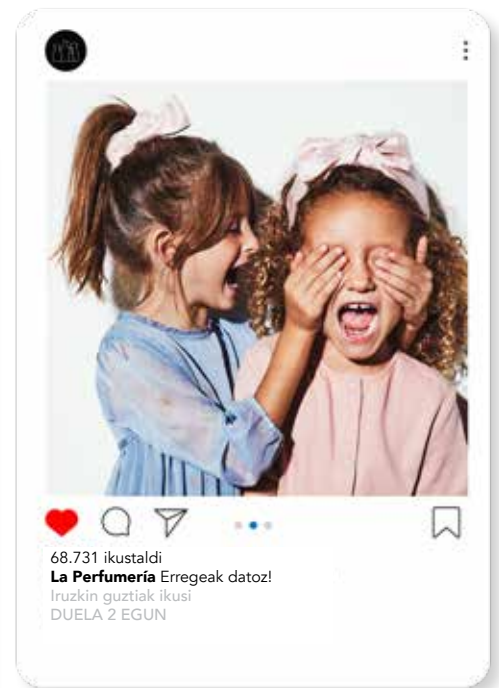 68.731 ikustaldi
La Perfumería Erregeak datoz!
Iruzkin guztiak ikusi
DUELA 2 EGUN